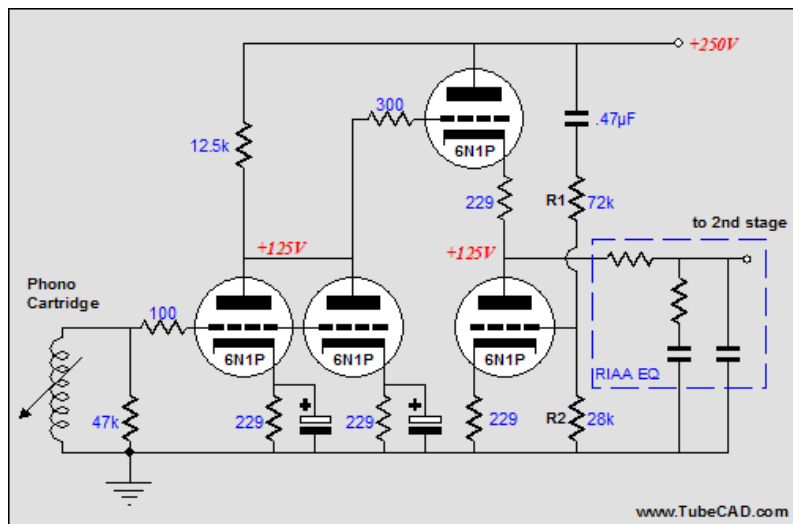 +250V
300
.47µF
12.5k
6N1P
229
R1
72k
to 2nd stage
+125V
+125V
Phono
Cartridge
100
6N1P
6N1P
6N1P
RIAA EQ
+
+
47k
229
229
229
R2
28k
www.TubeCAD.com